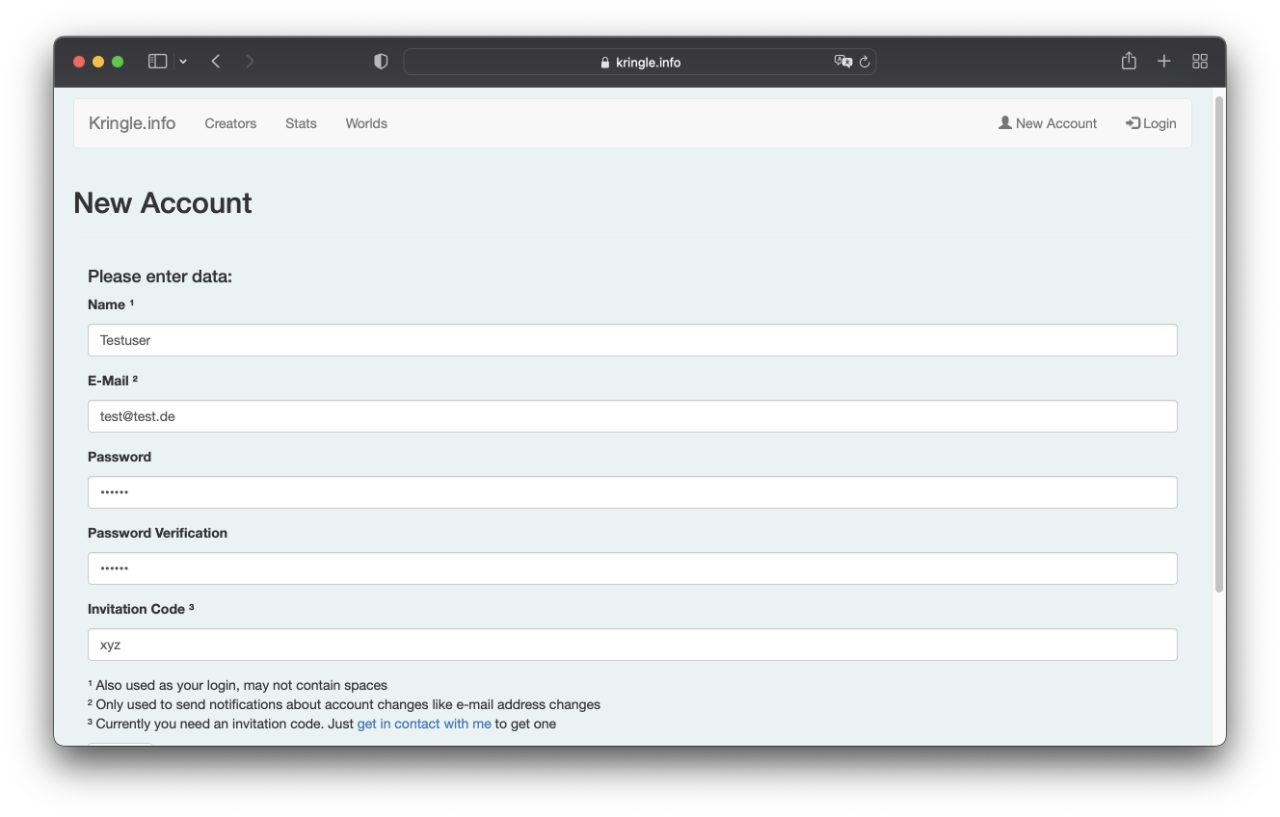 kringle.info
Kringle.info Creators Stats Worlds New Account Login
New Account
Please enter data:
Name ¹
Testuser
E-Mail ²
test@test.de
Password
••••••
Password Verification
••••••
Invitation Code ³
xyz
¹ Also used as your login, may not contain spaces
² Only used to send notifications about account changes like e-mail address changes
³ Currently you need an invitation code. Just get in contact with me to get one